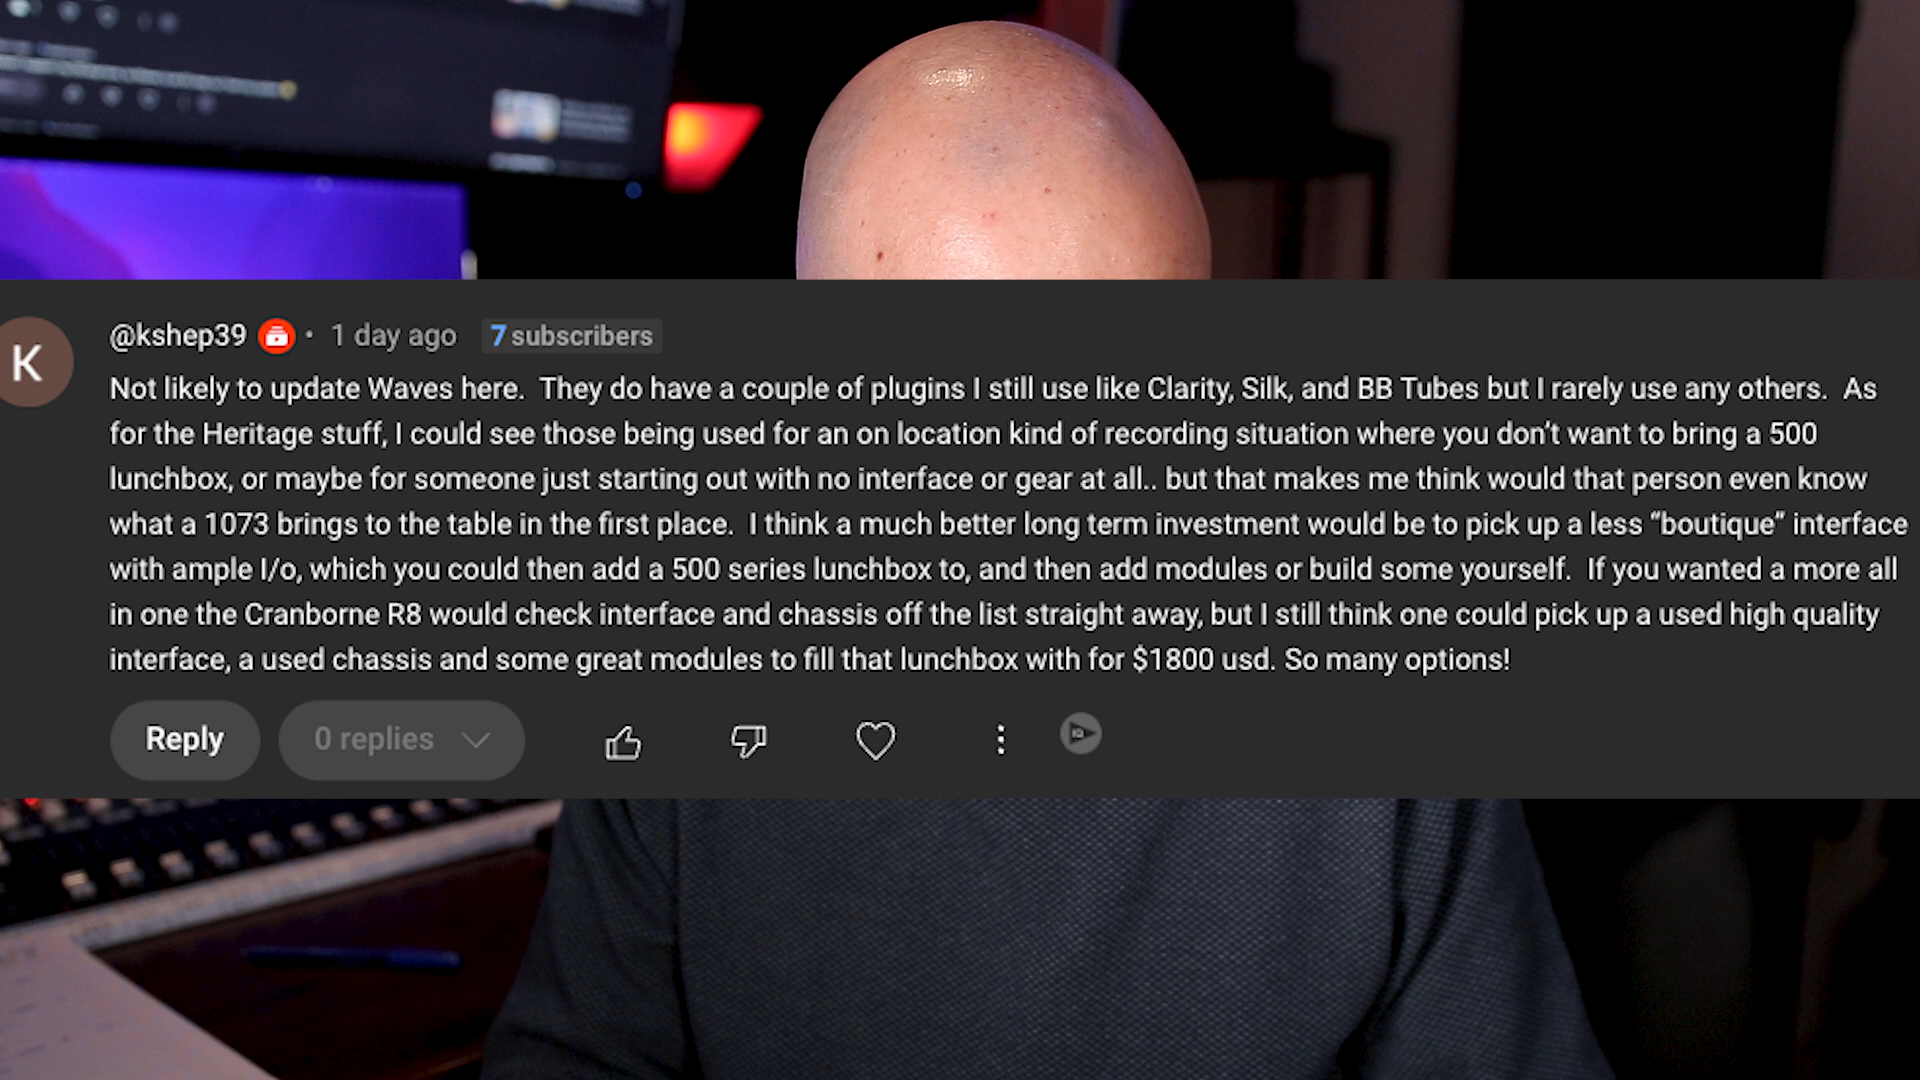 K
@kshep39 • 1 day ago 7 subscribers
Not likely to update Waves here.  They do have a couple of plugins I still use like Clarity, Silk, and BB Tubes but I rarely use any others.  As
for the Heritage stuff, I could see those being used for an on location kind of recording situation where you don’t want to bring a 500
lunchbox, or maybe for someone just starting out with no interface or gear at all.. but that makes me think would that person even know
what a 1073 brings to the table in the first place.  I think a much better long term investment would be to pick up a less “boutique” interface
with ample I/o, which you could then add a 500 series lunchbox to, and then add modules or build some yourself.  If you wanted a more all
in one the Cranborne R8 would check interface and chassis off the list straight away, but I still think one could pick up a used high quality
interface, a used chassis and some great modules to fill that lunchbox with for $1800 usd. So many options!
Reply 0 replies